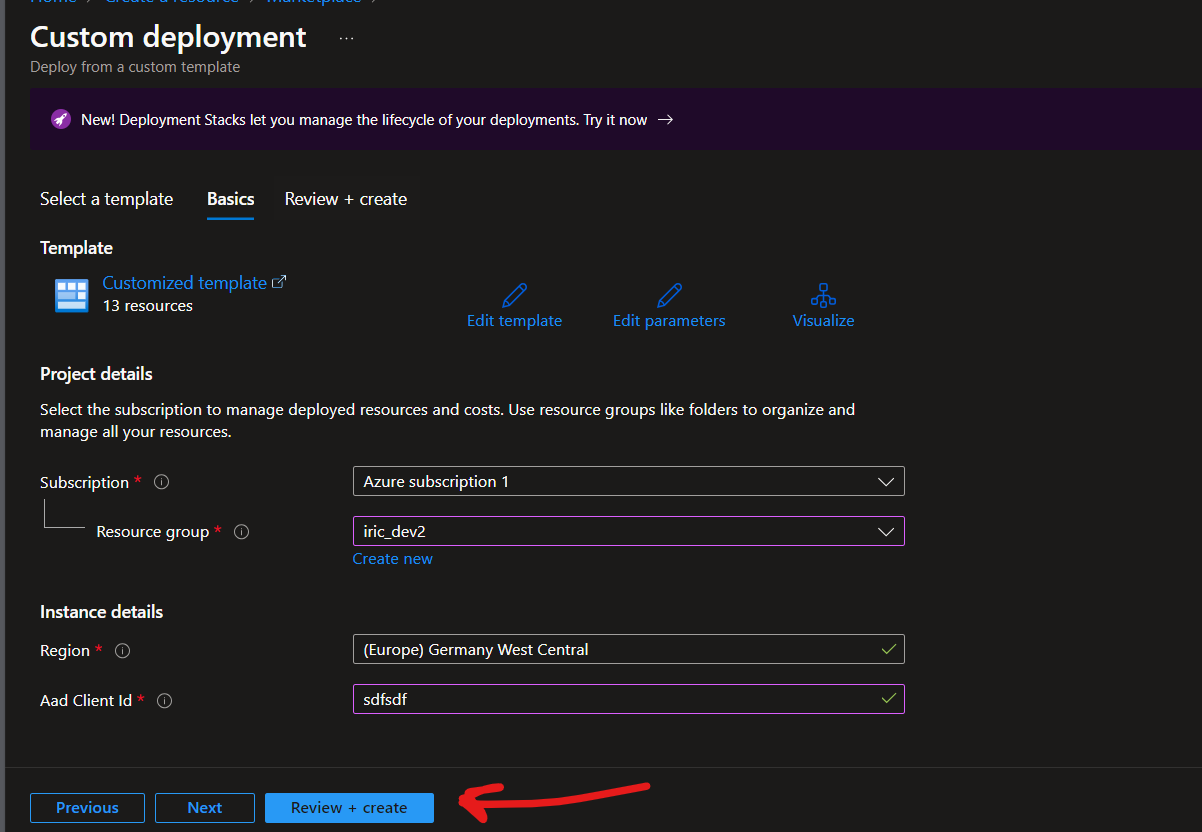 Home > Create a resource > Marketplace >
Custom deployment ...
Deploy from a custom template
New! Deployment Stacks let you manage the lifecycle of your deployments. Try it now →
Select a template Basics Review + create
Template
Customized template
13 resources
Edit template Edit parameters Visualize
Project details
Select the subscription to manage deployed resources and costs. Use resource groups like folders to organize and
manage all your resources.
Subscription * Azure subscription 1
Resource group * iric_dev2
Create new
Instance details
Region * (Europe) Germany West Central
Aad Client Id * sdfsdf
Previous Next Review + create